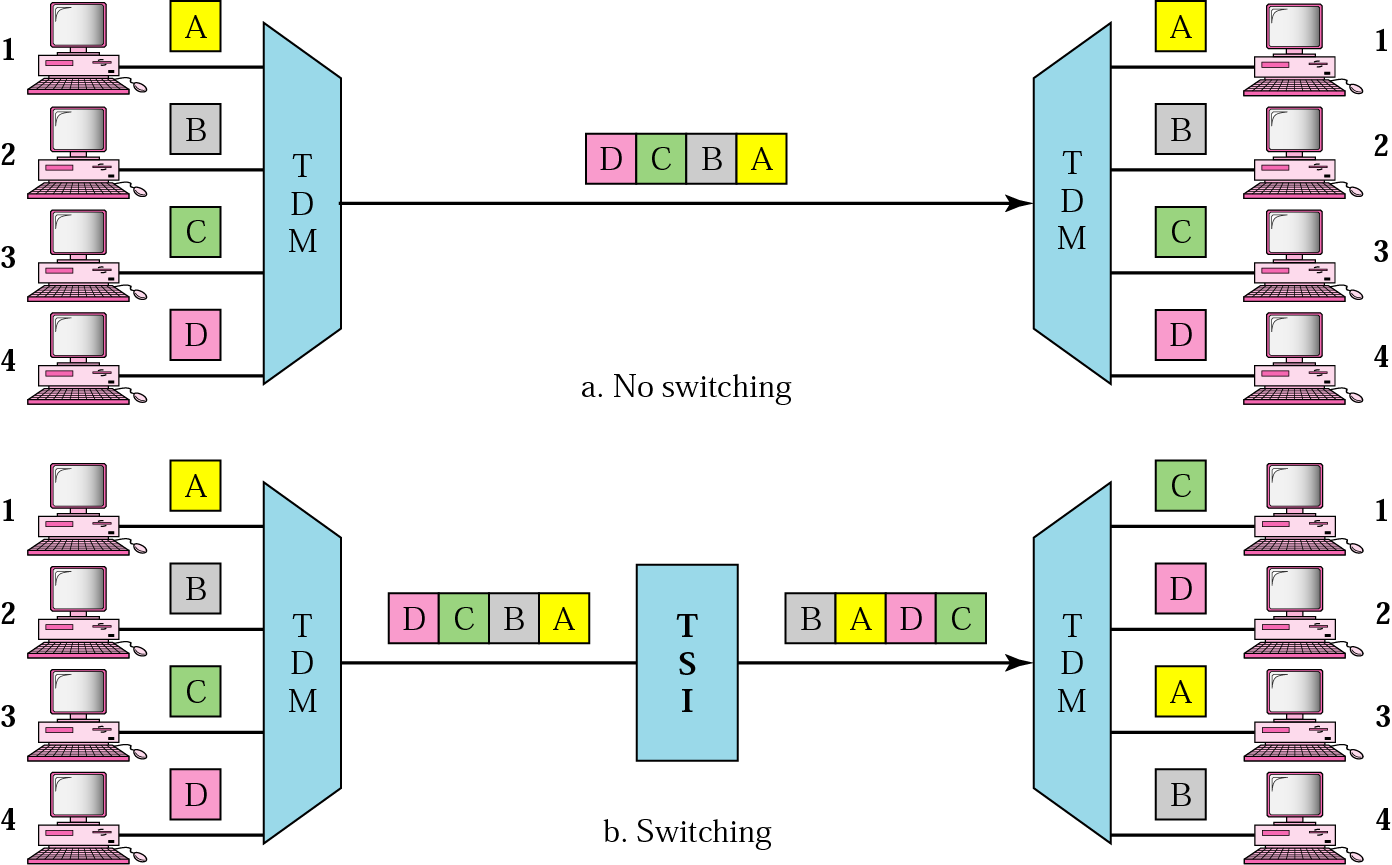 1 A A 1
2 B B 2
T D M
D C B A
T D M
3 C C 3
4 D D 4
a. No switching
1 A C 1
2 B D 2
T D M
D C B A
T S I
B A D C
T D M
3 C A 3
4 D B 4
b. Switching